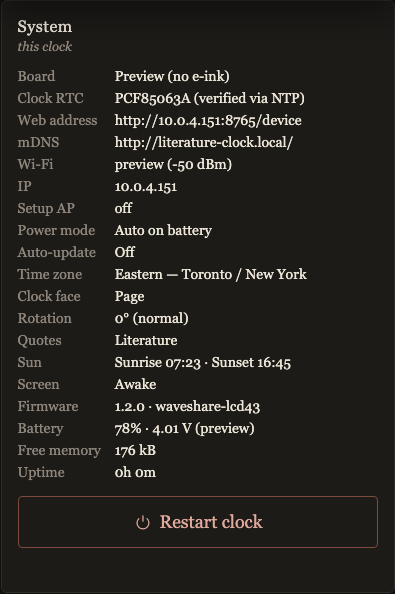 System
this clock
Board Preview (no e-ink)
Clock RTC PCF85063A (verified via NTP)
Web address http://10.0.4.151:8765/device
mDNS http://literature-clock.local/
Wi-Fi preview (-50 dBm)
IP 10.0.4.151
Setup AP off
Power mode Auto on battery
Auto-update Off
Time zone Eastern — Toronto / New York
Clock face Page
Rotation 0° (normal)
Quotes Literature
Sun Sunrise 07:23 · Sunset 16:45
Screen Awake
Firmware 1.2.0 · waveshare-lcd43
Battery 78% · 4.01 V (preview)
Free memory 176 kB
Uptime 0h 0m
Restart clock